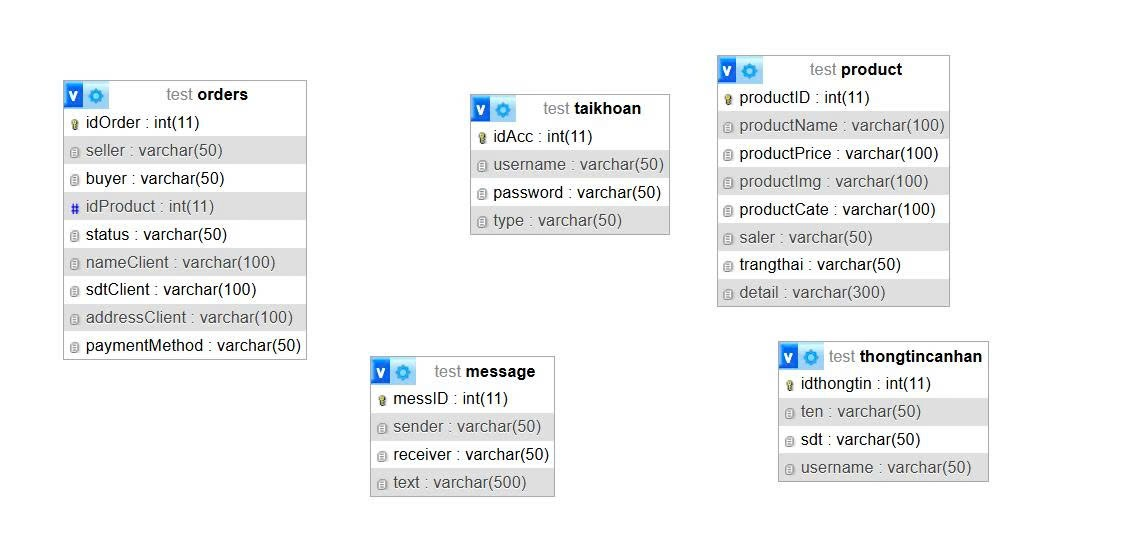 test orders
idOrder : int(11)
seller : varchar(50)
buyer : varchar(50)
# idProduct : int(11)
status : varchar(50)
nameClient : varchar(100)
sdtClient : varchar(100)
addressClient : varchar(100)
paymentMethod : varchar(50)
v test taikhoan
idAcc : int(11)
username : varchar(50)
password : varchar(50)
type : varchar(50)
v test product
productID : int(11)
productName : varchar(100)
productPrice : varchar(100)
productImg : varchar(100)
productCate : varchar(100)
saler : varchar(50)
trangthai : varchar(50)
detail : varchar(300)
v test message
messID : int(11)
sender : varchar(50)
receiver : varchar(50)
text : varchar(500)
v test thongtincanhan
idthongtin : int(11)
ten : varchar(50)
sdt : varchar(50)
username : varchar(50)